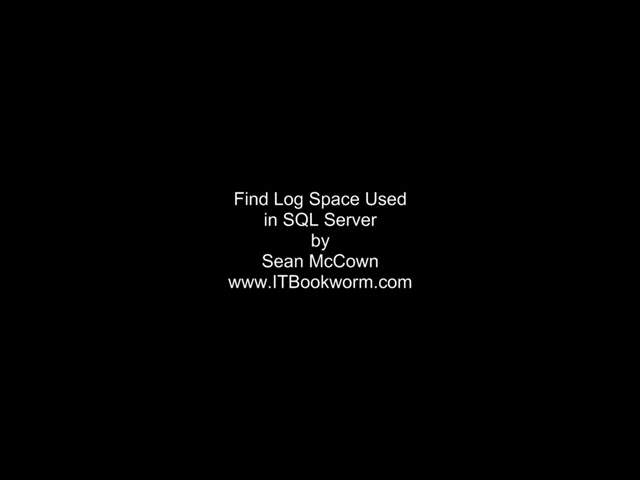 Find Log Space Used
in SQL Server
by
Sean McCown
www.ITBookworm.com